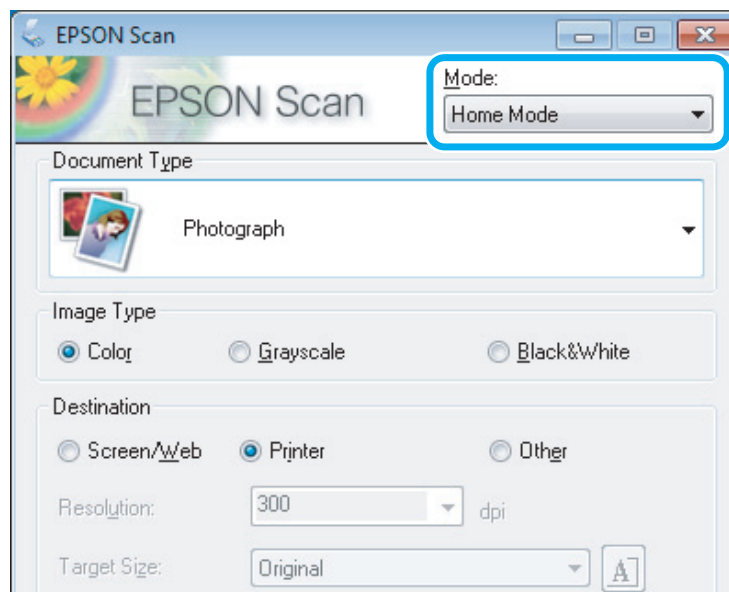 EPSON Scan
EPSON Scan
Mode:
Home Mode
Document Type
Photograph
Image Type
Color Grayscale Black&White
Destination
Screen/Web Printer Other
Resolution: 300 dpi
Target Size: Original A